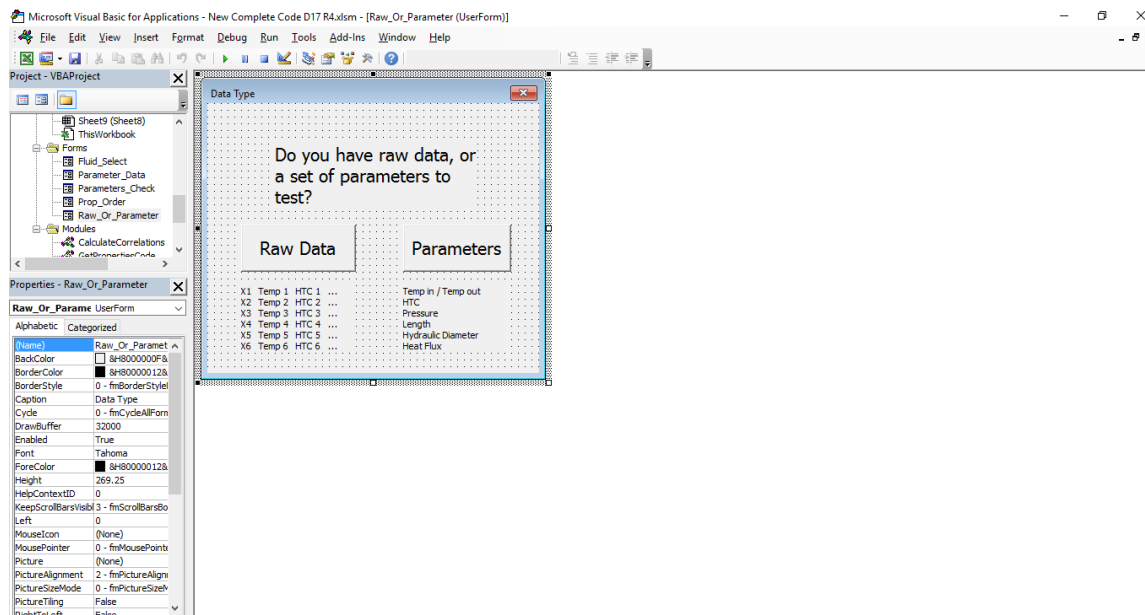 Microsoft Visual Basic for Applications - New Complete Code D17 R4.xlsm - [Raw_Or_Parameter (UserForm)]
File Edit View Insert Format Debug Run Tools Add-Ins Window Help
Project - VBAProject
Sheet9 (Sheet8)
ThisWorkbook
Forms
Fluid_Select
Parameter_Data
Parameters_Check
Prop_Order
Raw_Or_Parameter
Modules
CalculateCorrelations
GetPropertiesCode
Properties - Raw_Or_Parameter
Raw_Or_Parame UserForm
Alphabetic Categorized
(Name) Raw_Or_Paramet
BackColor &H8000000F&
BorderColor &H80000012&
BorderStyle 0 - fmBorderStyle
Caption Data Type
Cycle 0 - fmCycleAllForn
DrawBuffer 32000
Enabled True
Font Tahoma
ForeColor &H80000012&
Height 269.25
HelpContextID 0
KeepScrollBarsVisibl 3 - fmScrollBarsBo
Left 0
MouseIcon (None)
MousePointer 0 - fmMousePointe
Picture (None)
PictureAlignment 2 - fmPictureAlignr
PictureSizeMode 0 - fmPictureSizeM
PictureTiling False
RightToLeft False
Data Type
Do you have raw data, or
a set of parameters to
test?
Raw Data
Parameters
X1 Temp 1 HTC 1 ...
X2 Temp 2 HTC 2 ...
X3 Temp 3 HTC 3 ...
X4 Temp 4 HTC 4 ...
X5 Temp 5 HTC 5 ...
X6 Temp 6 HTC 6 ...
Temp in / Temp out
HTC
Pressure
Length
Hydraulic Diameter
Heat Flux